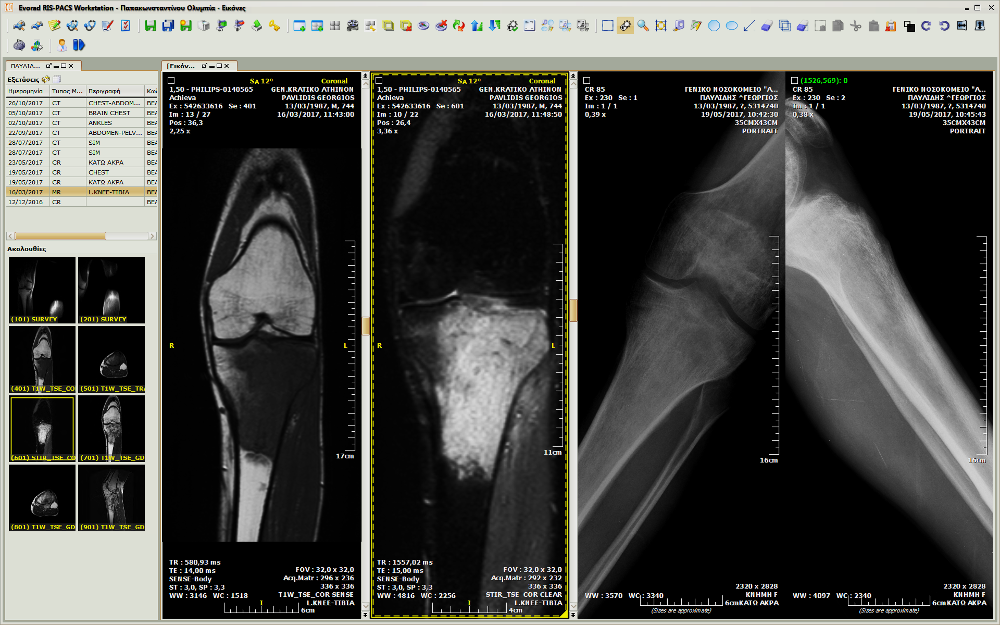 Evorad RIS-PACS Workstation - Παπακωνσταντίνου Ολυμπία - Εικόνες
ΠΑΥΛΙΔ...
Εξετάσεις
Ημερομηνία Τυπος Μ... Περιγραφή
26/10/2017 CT CHEST-ABDOM...
05/10/2017 CT BRAIN CHEST
02/10/2017 CT ANKLES
22/09/2017 CT ABDOMEN-PELV...
28/07/2017 CT SIM
28/07/2017 CT SIM
23/05/2017 CR ΚΑΤΩ ΑΚΡΑ
19/05/2017 CR CHEST
19/05/2017 CR ΚΑΤΩ ΑΚΡΑ
16/03/2017 MR L.KNEE-TIBIA
12/12/2016 CR
Ακολουθίες
(101) SURVEY
(201) SURVEY
(401) T1W_TSE_CO
(501) T1W_TSE_TRA
(601) STIR_TSE_CO
(701) T1W_TSE_GD
(801) T1W_TSE_GD
(901) T1W_TSE_GD
[Εικόν...
SA 12° Coronal
1,50 - PHILIPS-0140565 GEN.KRATIKO ATHINON
Achieva PAVLIDIS GEORGIOS
Ex : 542633616 Se : 401 13/03/1987, M, 744
Im : 13 / 27 16/03/2017, 11:43:00
Pos : 36,3
2,25 x
R L
17cm
TR : 580,93 ms
TE : 14,00 ms FOV : 32,0 x 32,0
SENSE-Body Acq.Matr : 296 x 236
ST : 3,0, SP : 3,3 336 x 336
WW : 3146 WC : 1518 T1W_TSE_COR SENSE
I L.KNEE-TIBIA
6cm
SA 12° Coronal
1,50 - PHILIPS-0140565 GEN.KRATIKO ATHINON
Achieva PAVLIDIS GEORGIOS
Ex : 542633616 Se : 601 13/03/1987, M, 744
Im : 10 / 22 16/03/2017, 11:48:50
Pos : 26,4
3,36 x
R L
11cm
TR : 1557,02 ms
TE : 15,00 ms FOV : 32,0 x 32,0
SENSE-Body Acq.Matr : 292 x 232
ST : 3,0, SP : 3,3 336 x 336
WW : 4816 WC : 2256 STIR_TSE COR CLEAR
I L.KNEE-TIBIA
4cm
CR 85 ΓΕΝΙΚΟ ΝΟΣΟΚΟΜΕΙΟ "Α...
Ex : 230 Se : 1 ΠΑΥΛΙΔΗΣ ^ΓΕΩΡΓΙΟΣ
Im : 1 / 1 13/03/1987, ?, 5314740
0,39 x 19/05/2017, 10:42:30
35CMX43CM
PORTRAIT
16cm
2320 x 2828
WW : 3570 WC : 3340 ΚΝΗΜΗ F
6cm ΚΑΤΩ ΑΚΡΑ
(Sizes are approximate)
(1526,569): 0
CR 85 ΓΕΝΙΚΟ ΝΟΣΟΚΟΜΕΙΟ "Α...
Ex : 230 Se : 2 ΠΑΥΛΙΔΗΣ ^ΓΕΩΡΓΙΟΣ
Im : 1 / 1 13/03/1987, ?, 5314740
0,38 x 19/05/2017, 10:45:43
35CMX43CM
PORTRAIT
16cm
2320 x 2828
WW : 4097 WC : 2340 ΚΝΗΜΗ F
6cm ΚΑΤΩ ΑΚΡΑ
(Sizes are approximate)